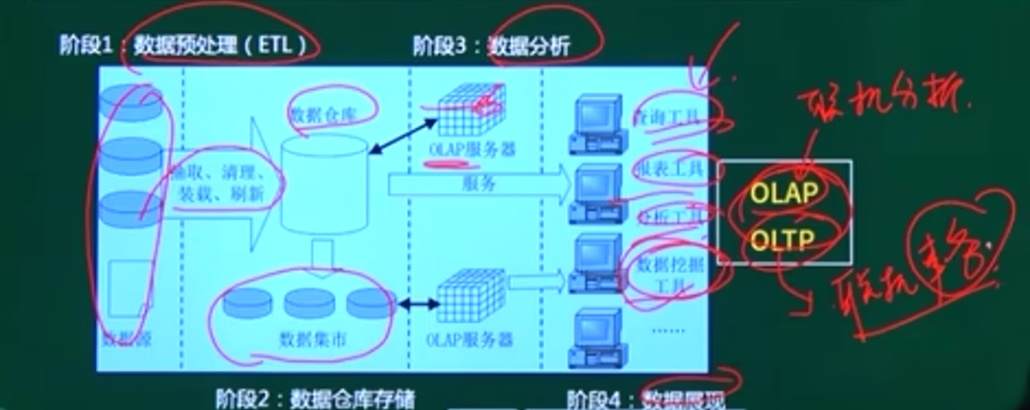 阶段1：数据预处理（ETL）
阶段3：数据分析
数据仓库
OLAP服务器
抽取、清理、
装载、刷新
服务
查询工具
报表工具
分析工具
数据挖掘
工具
……
数据源
数据集市
OLAP服务器
阶段2：数据仓库存储
阶段4：数据展现
OLAP
OLTP
联机分析
联机事务